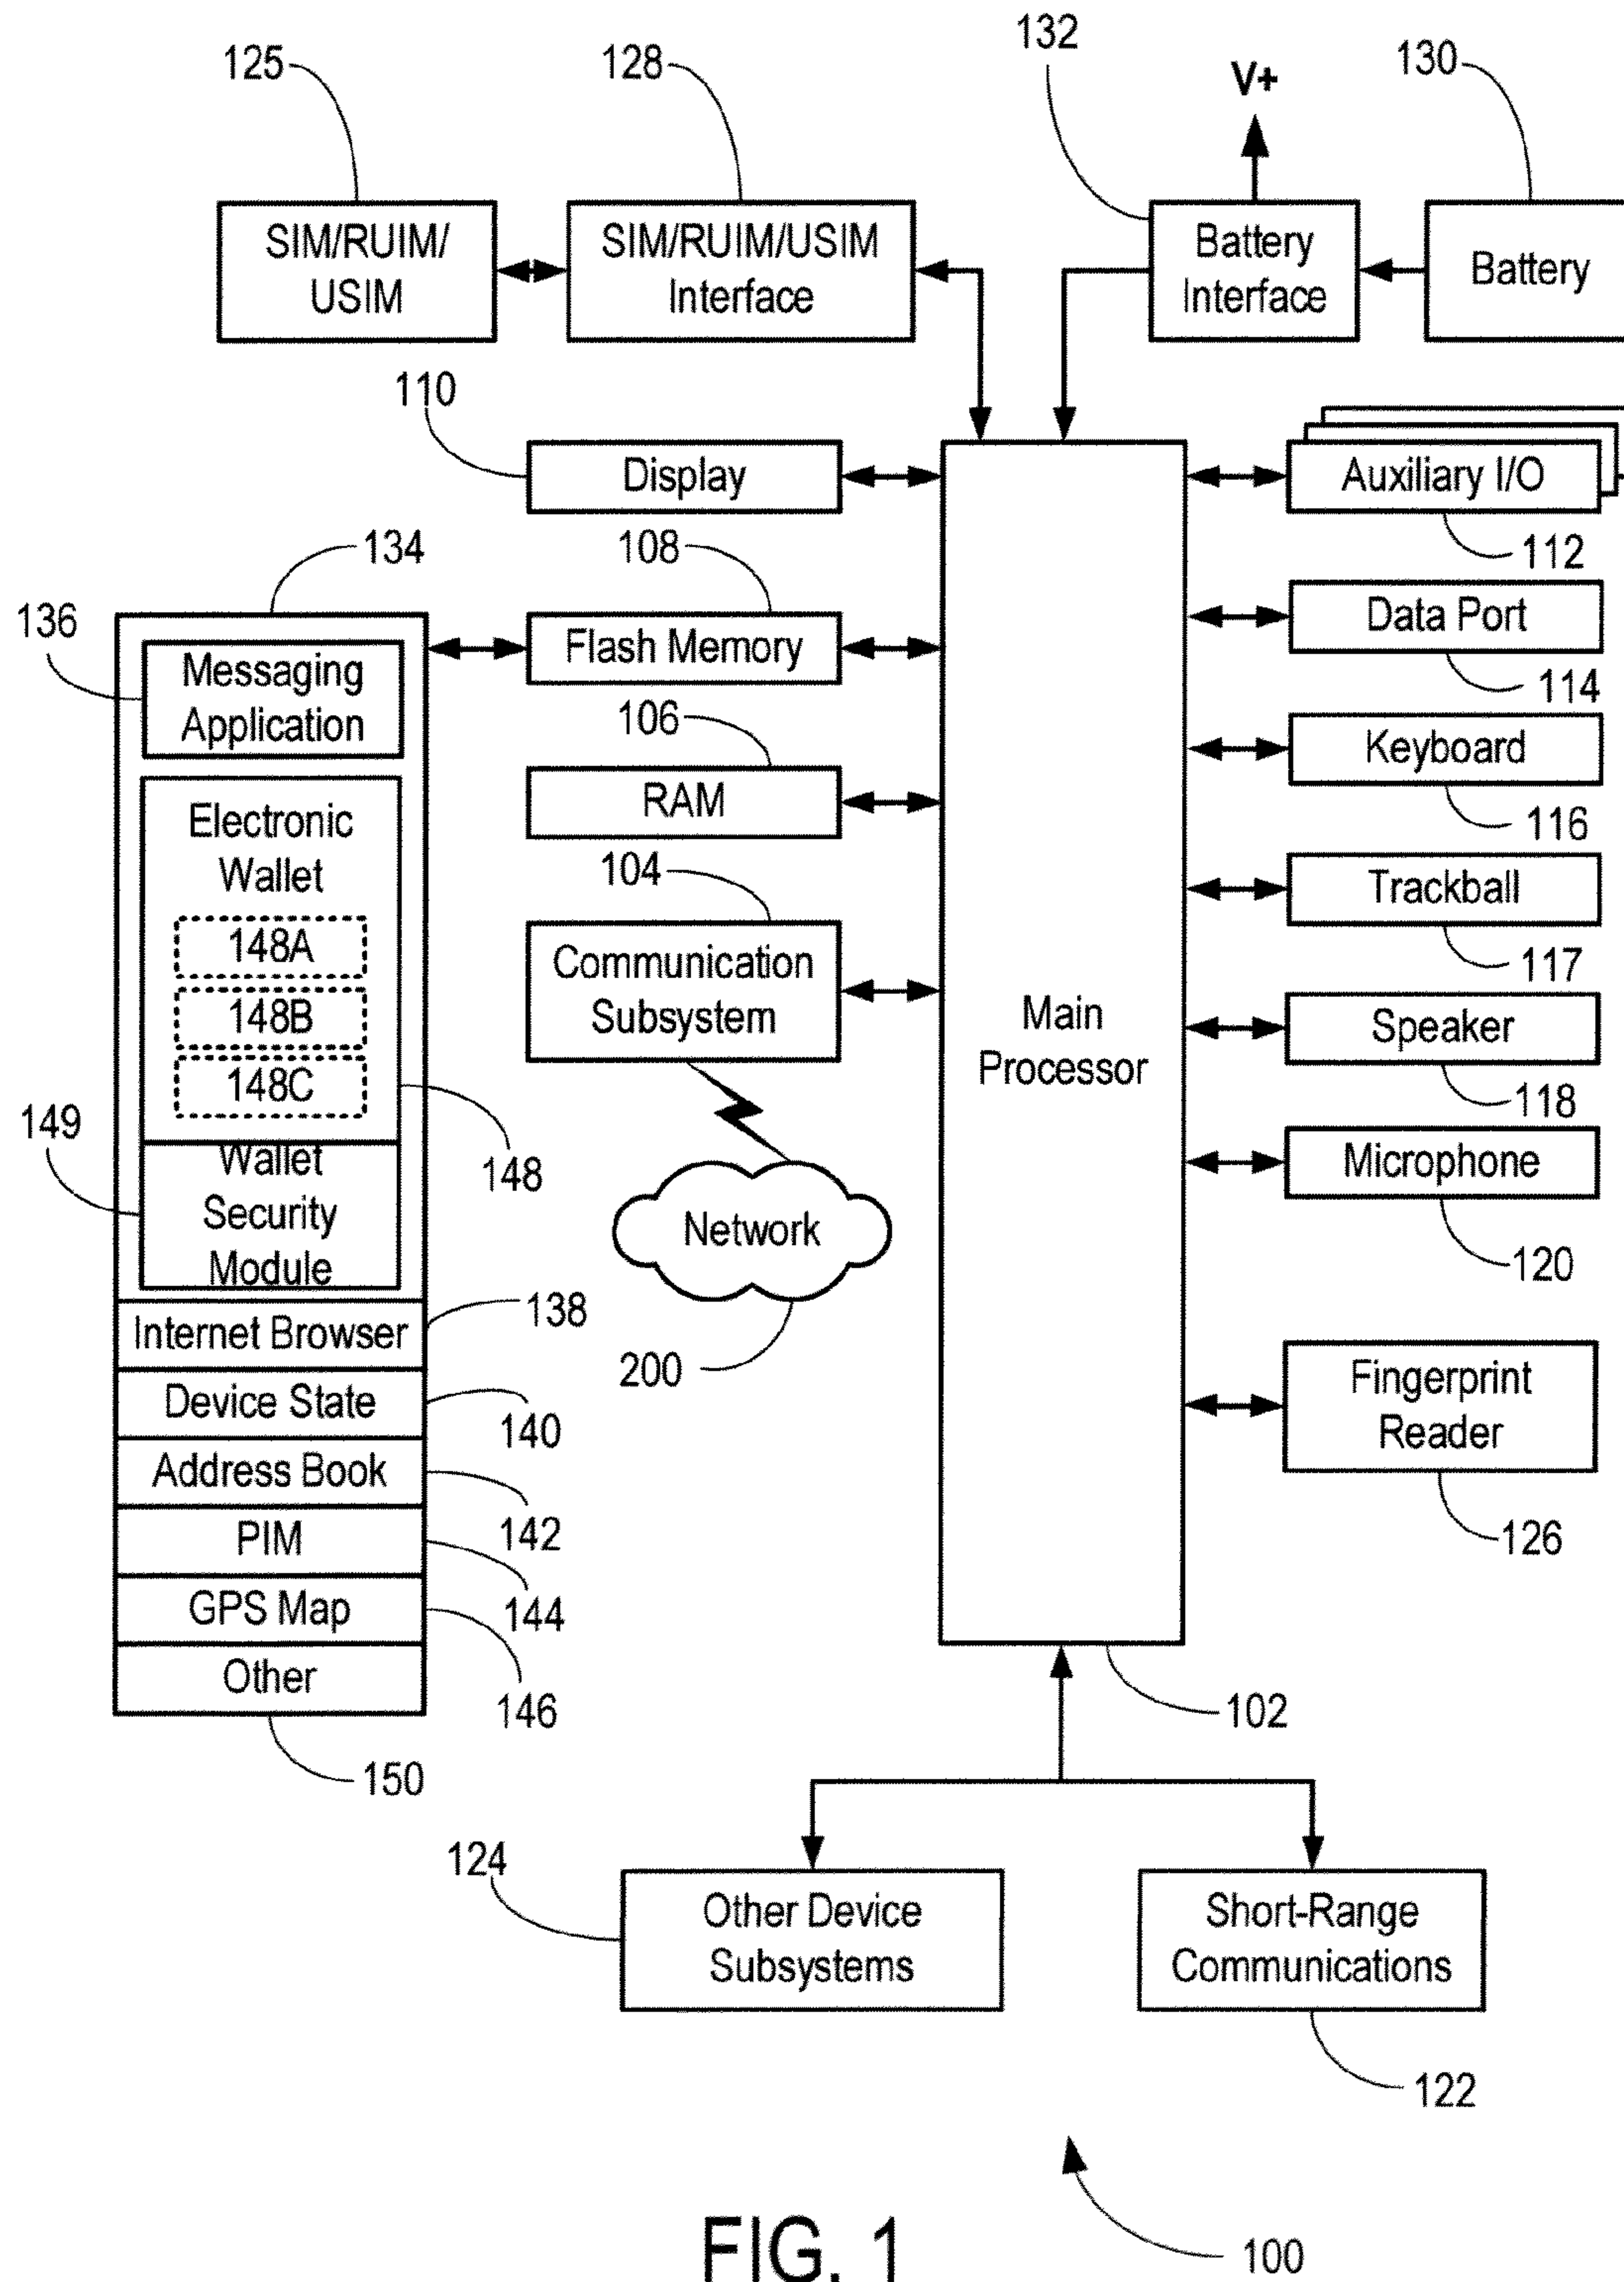 125
128
132
V+
130
SIM/RUIM/
USIM
SIM/RUIM/USIM
Interface
Battery
Interface
Battery
110
Display
Auxiliary I/O
112
134
108
136
Messaging
Application
Flash Memory
Data Port
114
106
RAM
Keyboard
116
Electronic
Wallet
148A
148B
148C
104
Communication
Subsystem
Main
Processor
Trackball
117
Speaker
118
149
148
Wallet
Security
Module
Network
200
Microphone
120
Internet Browser
138
Device State
140
Address Book
142
PIM
144
GPS Map
146
Other
150
Fingerprint
Reader
126
102
124
Other Device
Subsystems
Short-Range
Communications
122
100
FIG. 1